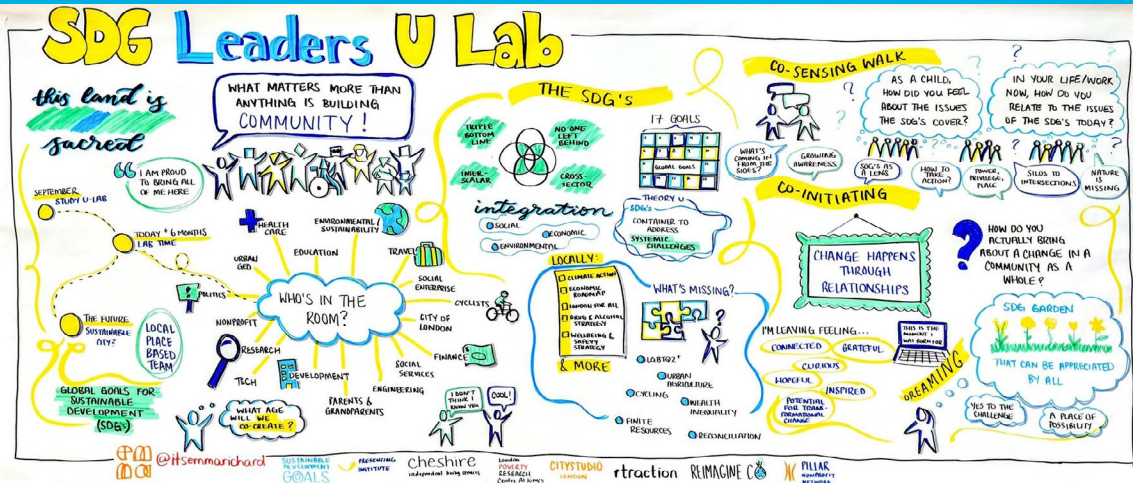 SDG Leaders U Lab
this land is
sacred
WHAT MATTERS MORE THAN
ANYTHING IS BUILDING
COMMUNITY!
I AM PROUD
TO BRING ALL
OF ME HERE
SEPTEMBER
STUDY U-LAB
TODAY + 6 MONTHS
LAB TIME
THE FUTURE
SUSTAINABLE
CITY?
LOCAL
PLACE
BASED
TEAM
GLOBAL GOALS FOR
SUSTAINABLE
DEVELOPMENT
(SDG'S)
WHO'S IN THE
ROOM?
HEALTH
CARE
ENVIRONMENTAL/
SUSTAINABILITY
EDUCATION
TRAVEL
URBAN
GEO
SOCIAL
ENTERPRISE
POLITICS
CYCLISTS
NONPROFIT
CITY OF
LONDON
RESEARCH
FINANCE
TECH
DEVELOPMENT
SOCIAL
SERVICES
PARENTS &
GRANDPARENTS
ENGINEERING
WHAT AGE
WILL WE
CO-CREATE?
I DON'T
THINK I
KNOW YOU
COOL!
THE SDG'S
TRIPLE
BOTTOM
LINE
NO ONE
LEFT
BEHIND
INTER-
SCALAR
CROSS-
SECTOR
17 GOALS
GLOBAL GOALS
integration
SOCIAL
ECONOMIC
ENVIRONMENTAL
THEORY U
SDG'S
CONTAINER TO
ADDRESS
SYSTEMIC
CHALLENGES
LOCALLY:
CLIMATE ACTION
ECONOMIC
ROADMAP
LONDON FOR ALL
DRUG & ALCOHOL
STRATEGY
WELLBEING &
SAFETY
STRATEGY
& MORE
WHAT'S MISSING?
LGBTQ2+
URBAN
AGRICULTURE
CYCLING
WEALTH
INEQUALITY
FINITE
RESOURCES
RECONCILIATION
CO-SENSING WALK
AS A CHILD,
HOW DID YOU FEEL
ABOUT THE ISSUES
THE SDG'S COVER?
IN YOUR LIFE/WORK
NOW, HOW DO YOU
RELATE TO THE ISSUES
OF THE SDG'S TODAY?
WHAT'S
COMING IN
FROM THE
SIDES?
GROWING
AWARENESS
SDG'S AS
A LENS
HOW TO
TAKE
ACTION?
POWER,
PRIVILEGE,
PLACE
SILOS TO
INTERSECTIONS
NATURE
IS
MISSING
CO-INITIATING
CHANGE HAPPENS
THROUGH
RELATIONSHIPS
HOW DO YOU
ACTUALLY BRING
ABOUT A CHANGE IN A
COMMUNITY AS A
WHOLE?
I'M LEAVING FEELING...
CONNECTED
GRATEFUL
CURIOUS
HOPEFUL
INSPIRED
POTENTIAL
FOR TRANS-
FORMATIONAL
CHANGE
THIS IS THE
MOMENT I
WAS BORN FOR
DREAMING
SDG GARDEN
THAT CAN BE APPRECIATED
BY ALL
YES TO THE
CHALLENGE
A PLACE OF
POSSIBILITY
@itsemmarichard
SUSTAINABLE
DEVELOPMENT
GOALS
PRESENCING
INSTITUTE
cheshire
independent living services
London
POVERTY
RESEARCH
Centre At King's
CITYSTUDIO
LONDON
rtraction
REIMAGINE CO
PILLAR
NONPROFIT
NETWORK